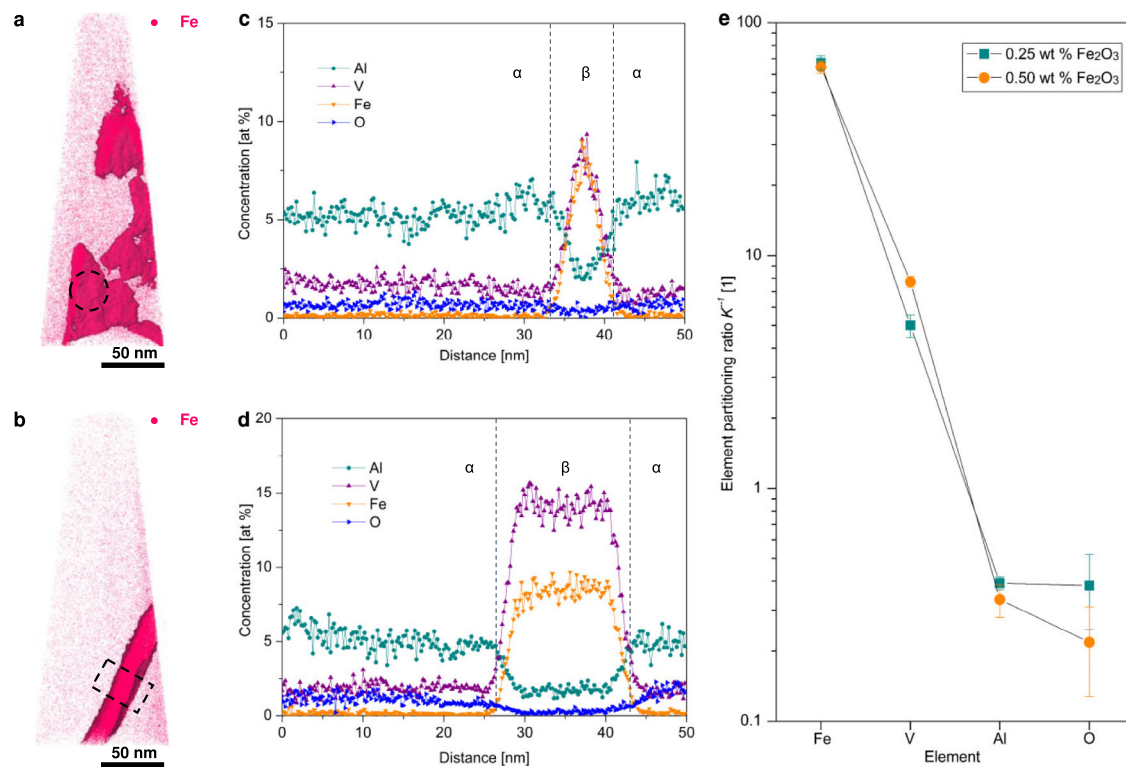 a
• Fe
50 nm
b
• Fe
50 nm
c
15
10
5
0
Concentration [at %]
Al
V
Fe
O
α
β
α
0 10 20 30 40 50
Distance [nm]
d
20
15
10
5
0
Concentration [at %]
Al
V
Fe
O
α
β
α
0 10 20 30 40 50
Distance [nm]
e
100
10
1
0.1
Element partitioning ratio K⁻¹ [1]
0.25 wt % Fe₂O₃
0.50 wt % Fe₂O₃
Fe V Al O
Element